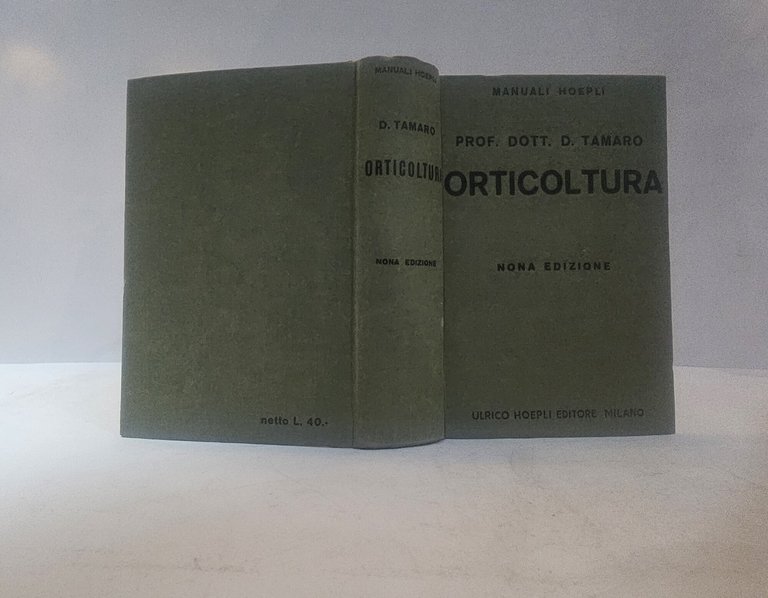 netto L. 40.-
MANUALI HOEPLI
D. TAMARO
ORTICOLTURA
NONA EDIZIONE
MANUALI HOEPLI
PROF. DOTT. D. TAMARO
ORTICOLTURA
NONA EDIZIONE
ULRICO HOEPLI EDITORE MILANO